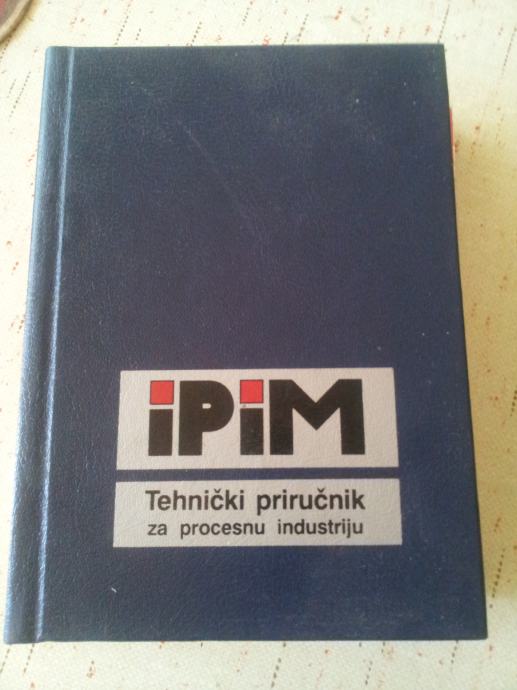 iPiM
Tehnički priručnik
za procesnu industriju